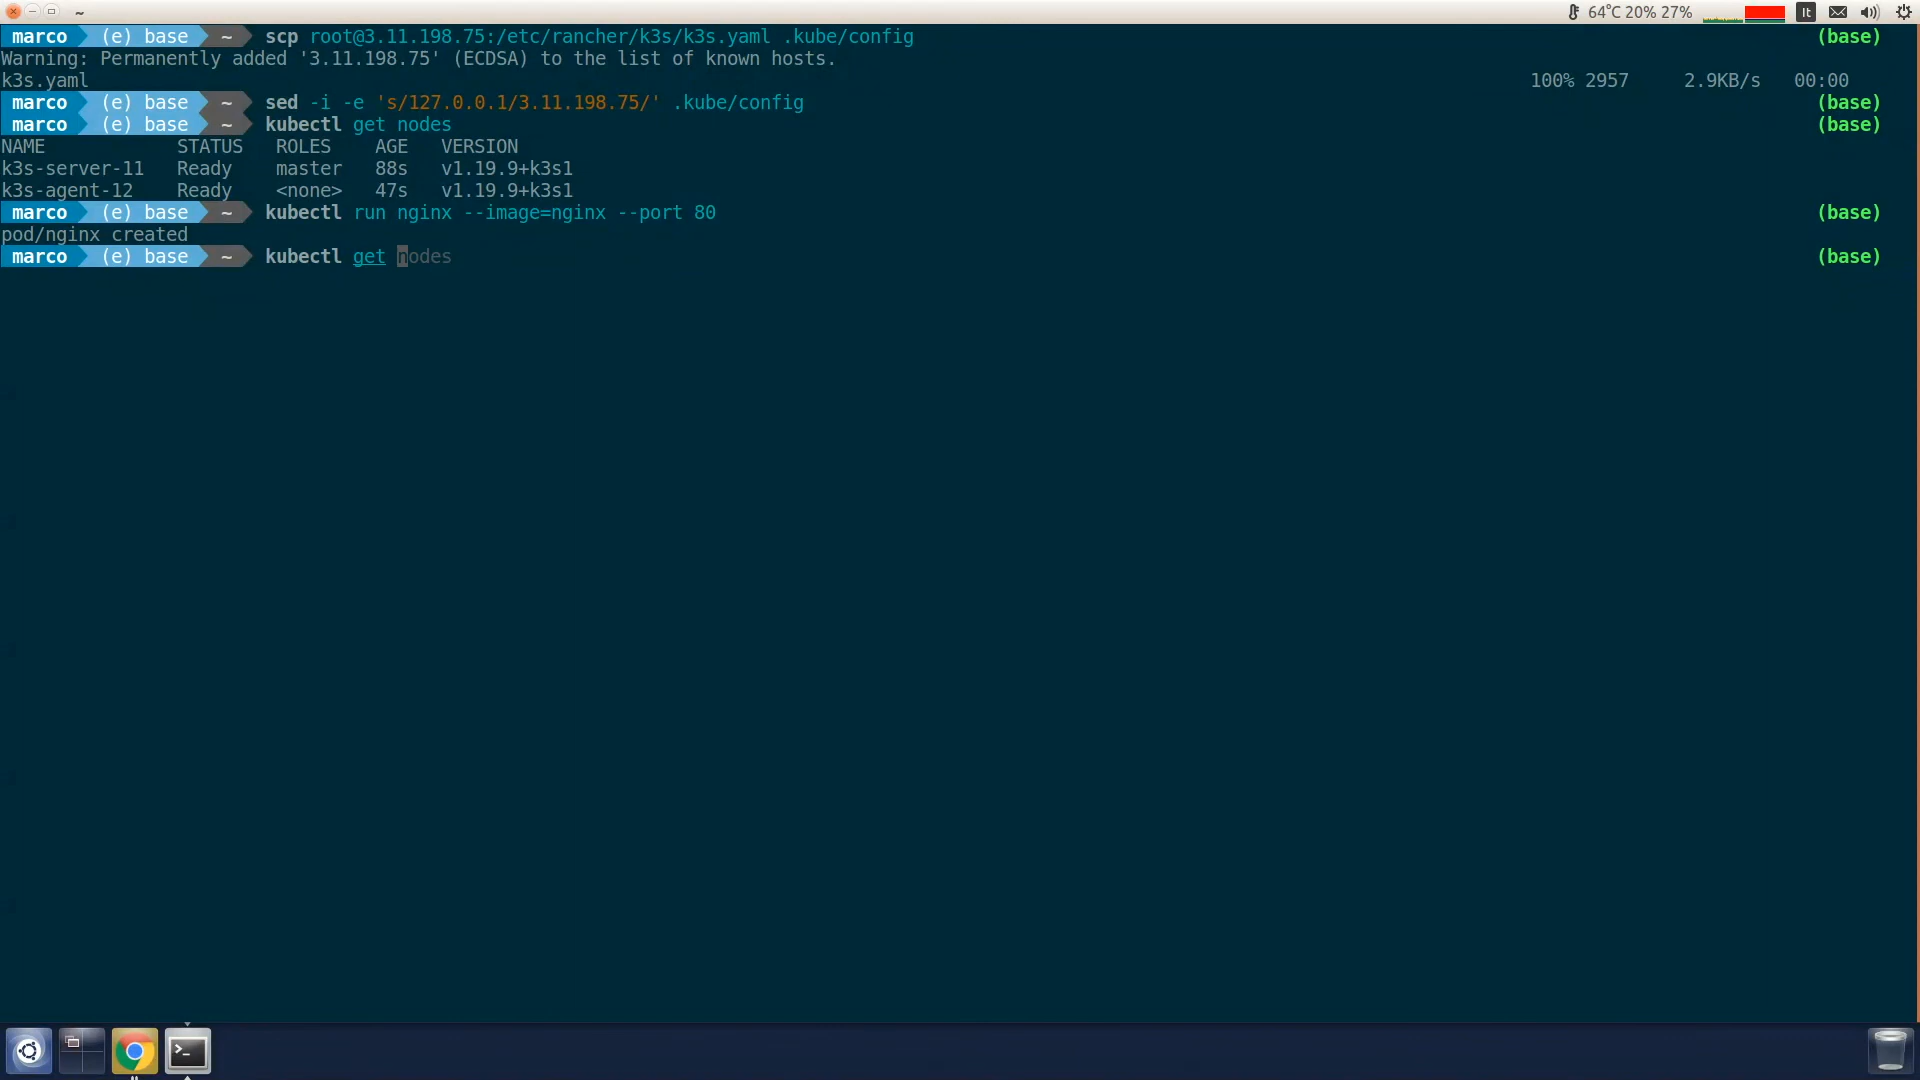 ~ 64°C 20% 27% It
marco (e) base ~ scp root@3.11.198.75:/etc/rancher/k3s/k3s.yaml .kube/config (base)
Warning: Permanently added '3.11.198.75' (ECDSA) to the list of known hosts.
k3s.yaml 100% 2957 2.9KB/s 00:00
marco (e) base ~ sed -i -e 's/127.0.0.1/3.11.198.75/' .kube/config (base)
marco (e) base ~ kubectl get nodes (base)
NAME STATUS ROLES AGE VERSION
k3s-server-11 Ready master 88s v1.19.9+k3s1
k3s-agent-12 Ready <none> 47s v1.19.9+k3s1
marco (e) base ~ kubectl run nginx --image=nginx --port 80 (base)
pod/nginx created
marco (e) base ~ kubectl get nodes (base)